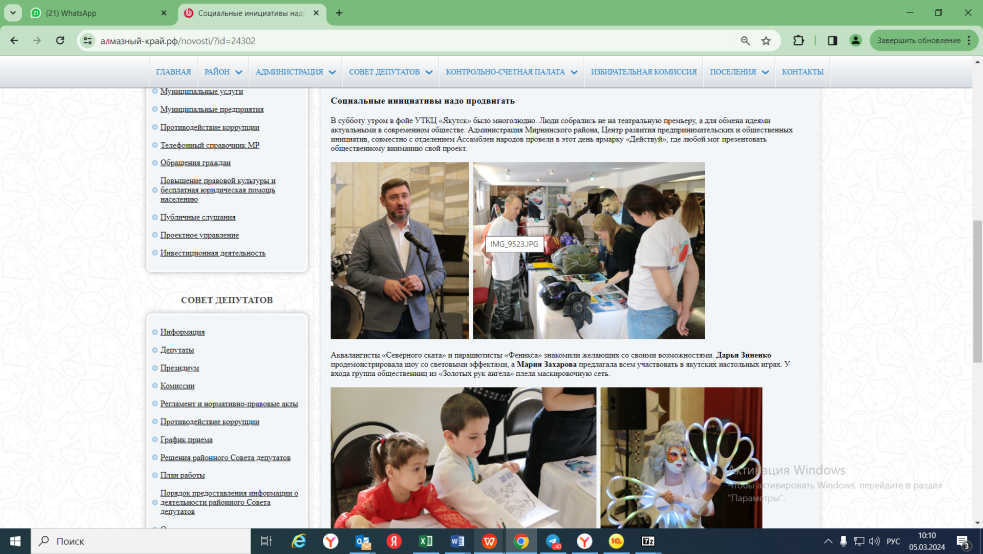 (21) WhatsApp
Социальные инициативы надо
алмазный-край.рф/novosti/?id=24302
Завершить обновление
ГЛАВНАЯ РАЙОН АДМИНИСТРАЦИЯ СОВЕТ ДЕПУТАТОВ КОНТРОЛЬНО-СЧЕТНАЯ ПАЛАТА ИЗБИРАТЕЛЬНАЯ КОМИССИЯ ПОСЕЛЕНИЯ КОНТАКТЫ
Муниципальные услуги
Муниципальные предприятия
Противодействие коррупции
Телефонный справочник МР
Обращения граждан
Повышение правовой культуры и
бесплатная юридическая помощь
населению
Публичные слушания
Проектное управление
Инвестиционная деятельность
СОВЕТ ДЕПУТАТОВ
Информация
Депутаты
Президиум
Комиссии
Регламент и нормативно-правовые акты
Противодействие коррупции
График приема
Решения районного Совета депутатов
План работы
Порядок предоставления информации о
деятельности районного Совета
депутатов
Социальные инициативы надо продвигать
В субботу утром в фойе УТКЦ «Якутск» было многолюдно. Люди собрались не на театральную премьеру, а для обмена идеями
актуальными в современном обществе. Администрация Мирнинского района, Центр развития предпринимательских и общественных
инициатив, совместно с отделением Ассамблеи народов провели в этот день ярмарку «Действуй», где любой мог презентовать
общественному вниманию свой проект.
IMG_9523.JPG
Аквалангисты «Северного ската» и парашютисты «Феникса» знакомили желающих со своими возможностями. Дарья Зиненко
продемонстрировала шоу со световыми эффектами, а Мария Захарова предлагала всем участвовать в якутских настольных играх. У
входа группа общественниц из «Золотых рук ангела» плела маскировочную сеть.
Активация Windows
Чтобы активировать Windows, перейдите в раздел
"Параметры".
Поиск
РУС
10:10
05.03.2024
3